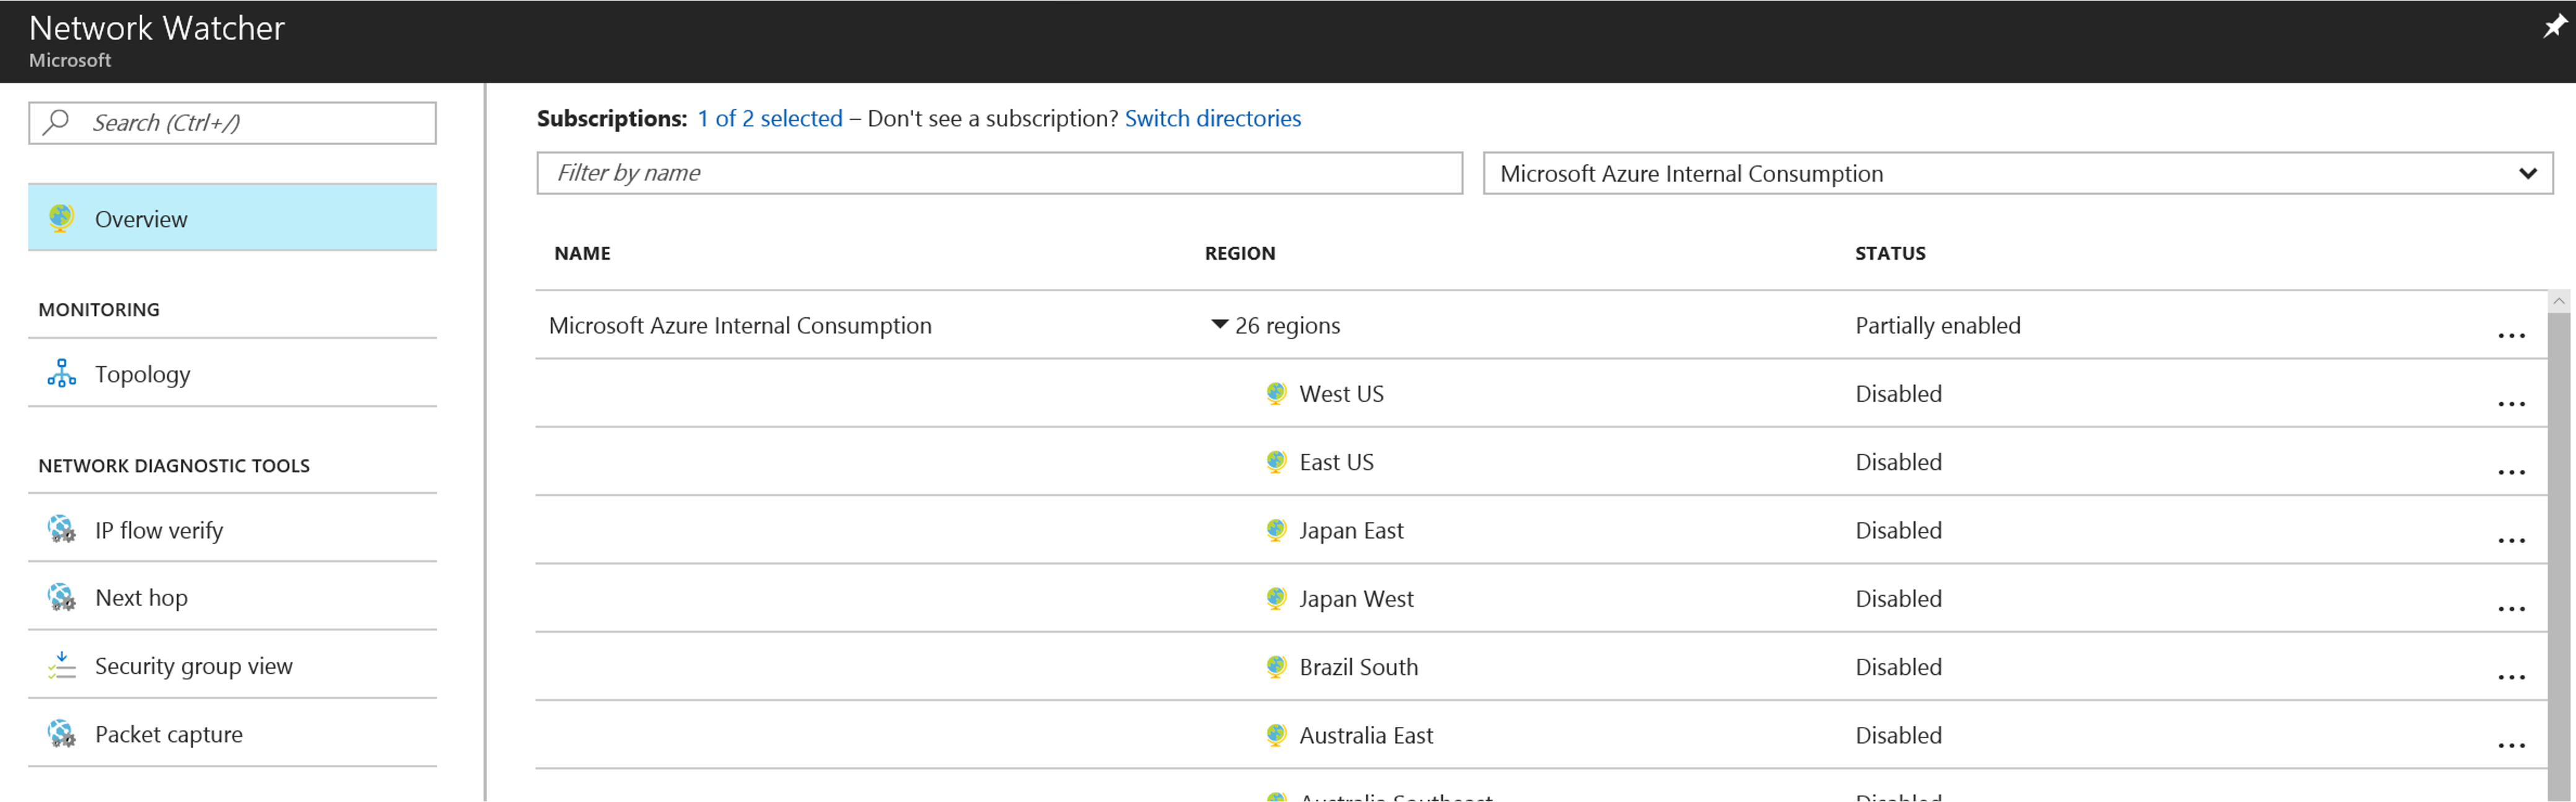 Network Watcher
Microsoft
Search (Ctrl+/)
Overview
MONITORING
Topology
NETWORK DIAGNOSTIC TOOLS
IP flow verify
Next hop
Security group view
Packet capture
Subscriptions: 1 of 2 selected – Don't see a subscription? Switch directories
Filter by name
Microsoft Azure Internal Consumption
NAME REGION STATUS
Microsoft Azure Internal Consumption 26 regions Partially enabled ...
West US Disabled ...
East US Disabled ...
Japan East Disabled ...
Japan West Disabled ...
Brazil South Disabled ...
Australia East Disabled ...
Australia Southeast Disabled